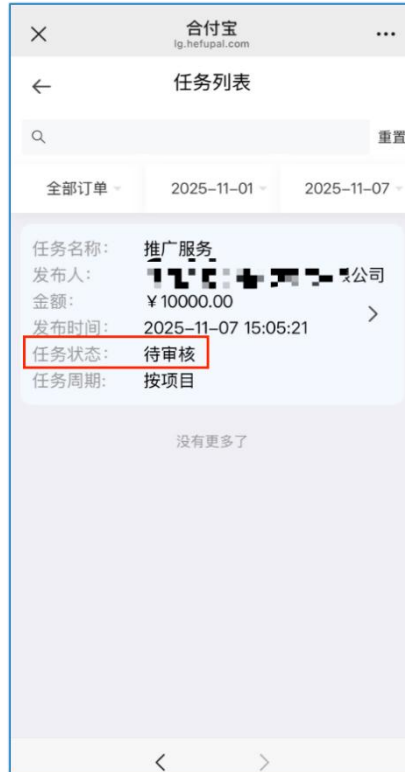 合付宝
lg.hefupal.com
任务列表
重置
全部订单 2025-11-01 2025-11-07
任务名称: 推广服务
发布人: 公司
金额: ¥10000.00
发布时间: 2025-11-07 15:05:21
任务状态: 待审核
任务周期: 按项目
没有更多了